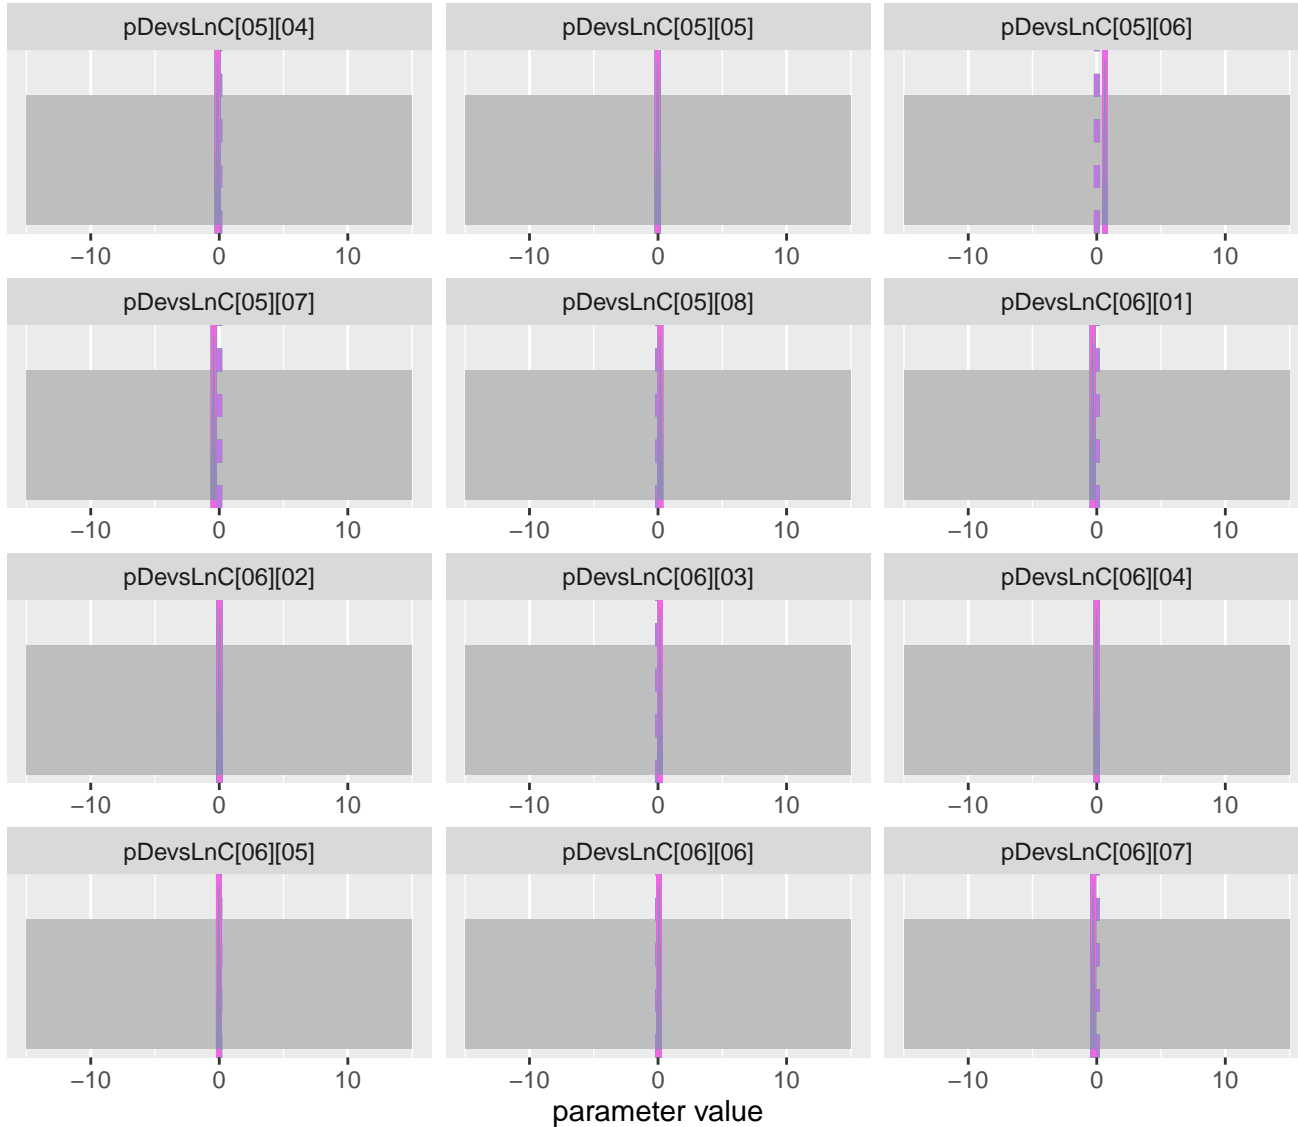 pDevsLnC[05][04] pDevsLnC[05][05] pDevsLnC[05][06]
−10 0 10 −10 0 10 −10 0 10
pDevsLnC[05][07] pDevsLnC[05][08] pDevsLnC[06][01]
−10 0 10 −10 0 10 −10 0 10
pDevsLnC[06][02] pDevsLnC[06][03] pDevsLnC[06][04]
−10 0 10 −10 0 10 −10 0 10
pDevsLnC[06][05] pDevsLnC[06][06] pDevsLnC[06][07]
−10 0 10 −10 0 10 −10 0 10
parameter value